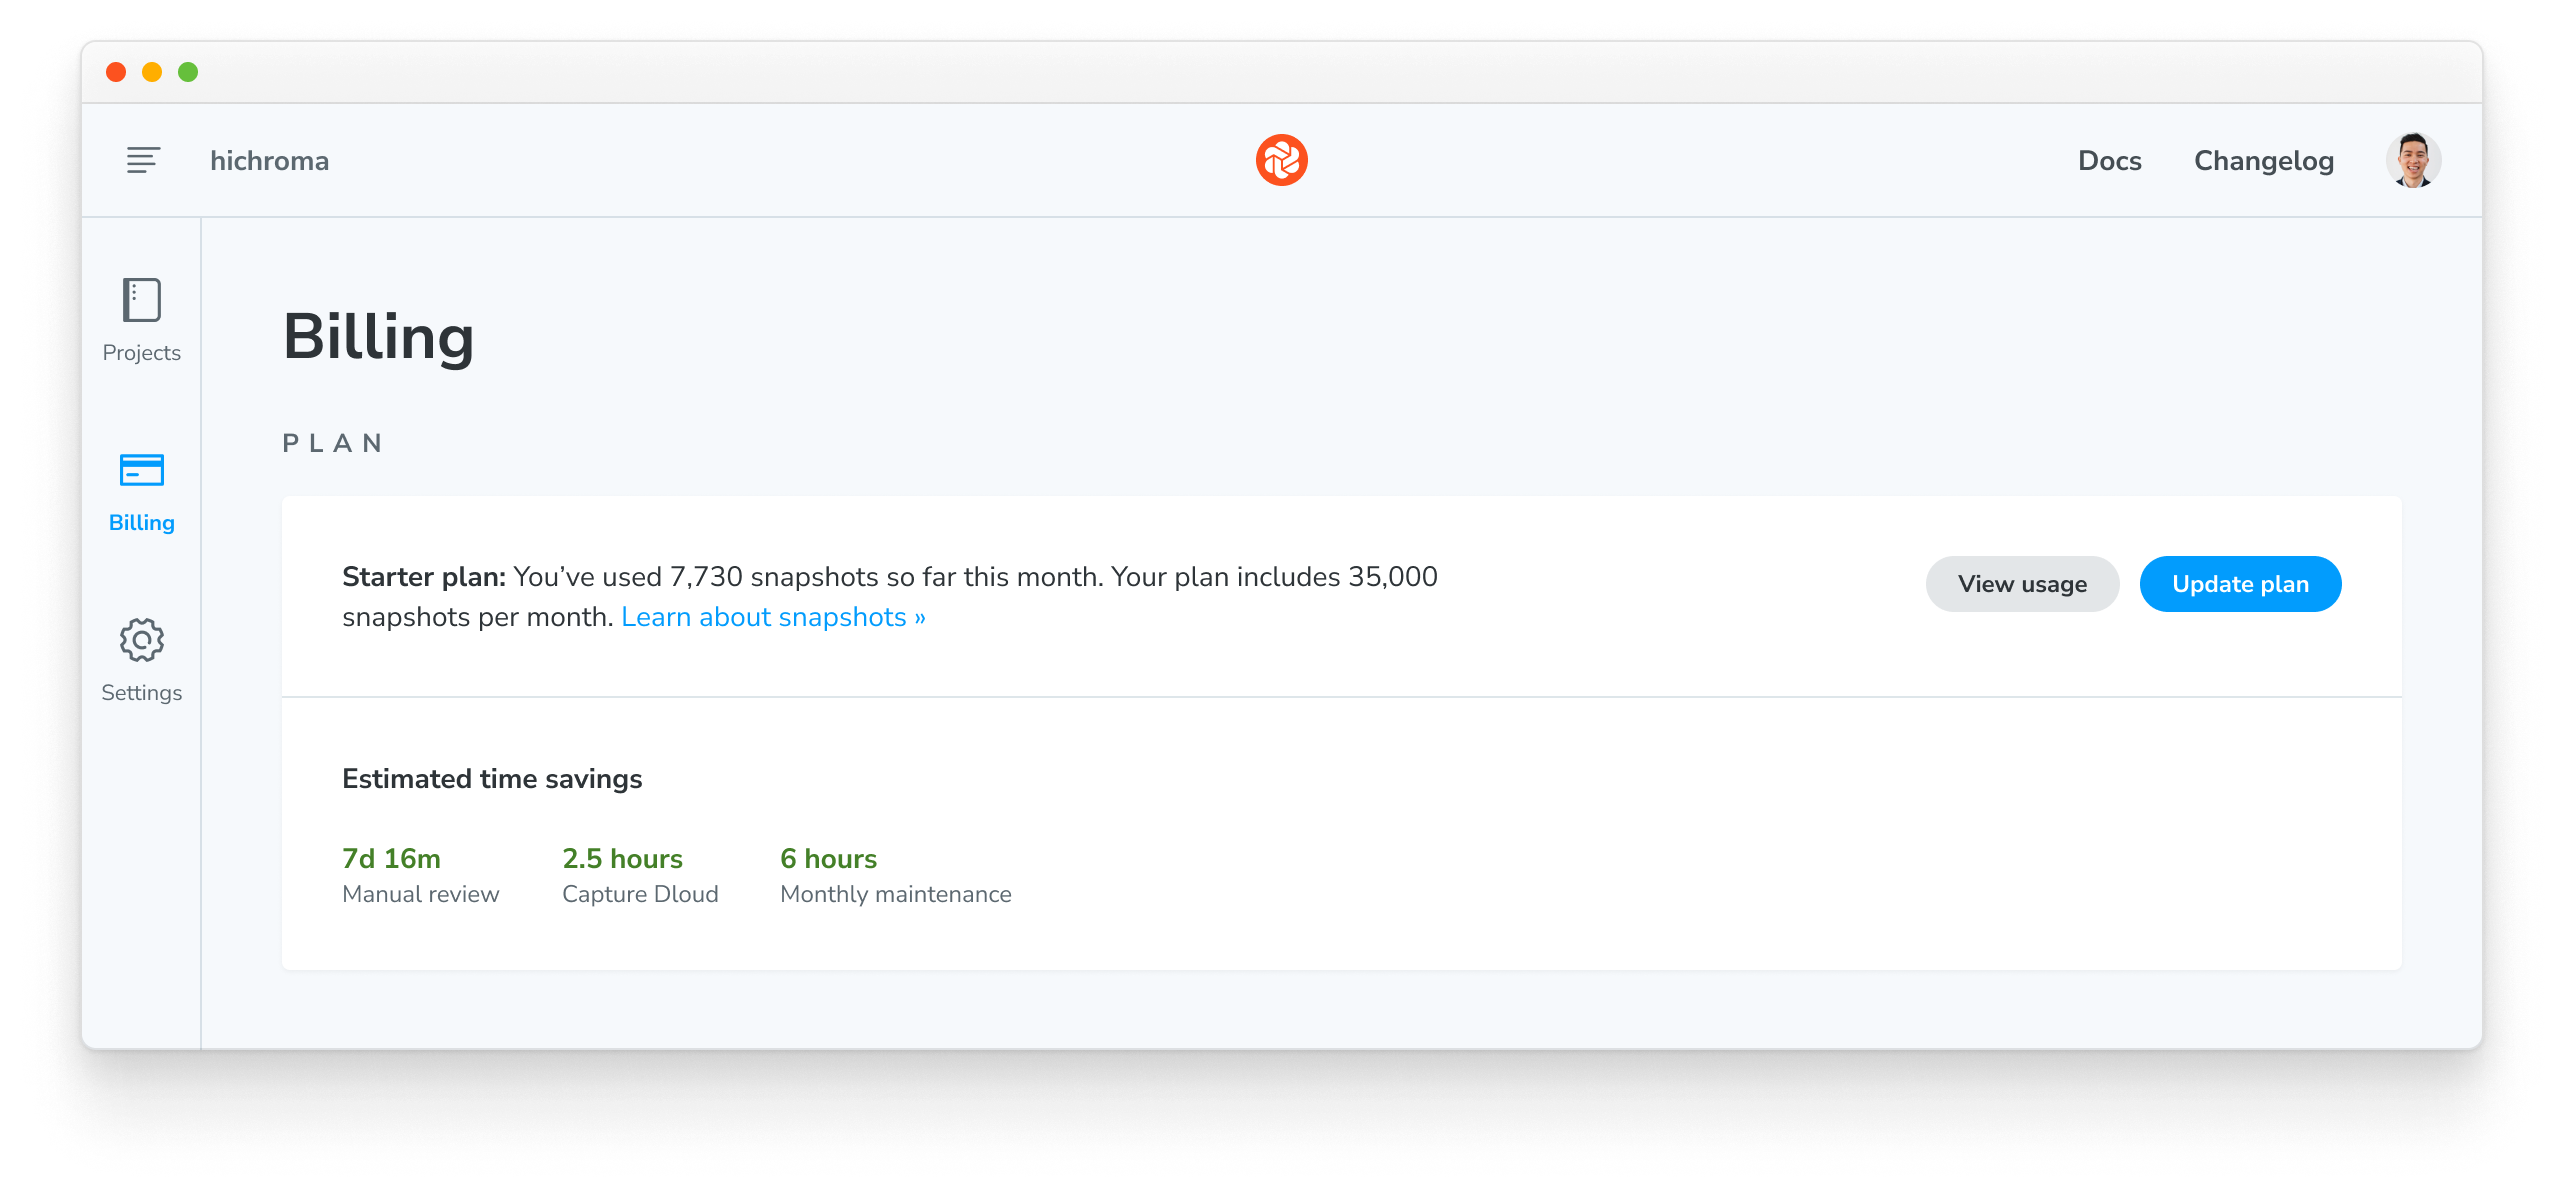 hichroma
Docs
Changelog
Projects
Billing
Settings
Billing
PLAN
Starter plan: You’ve used 7,730 snapshots so far this month. Your plan includes 35,000
snapshots per month. Learn about snapshots »
View usage
Update plan
Estimated time savings
7d 16m
Manual review
2.5 hours
Capture Dloud
6 hours
Monthly maintenance